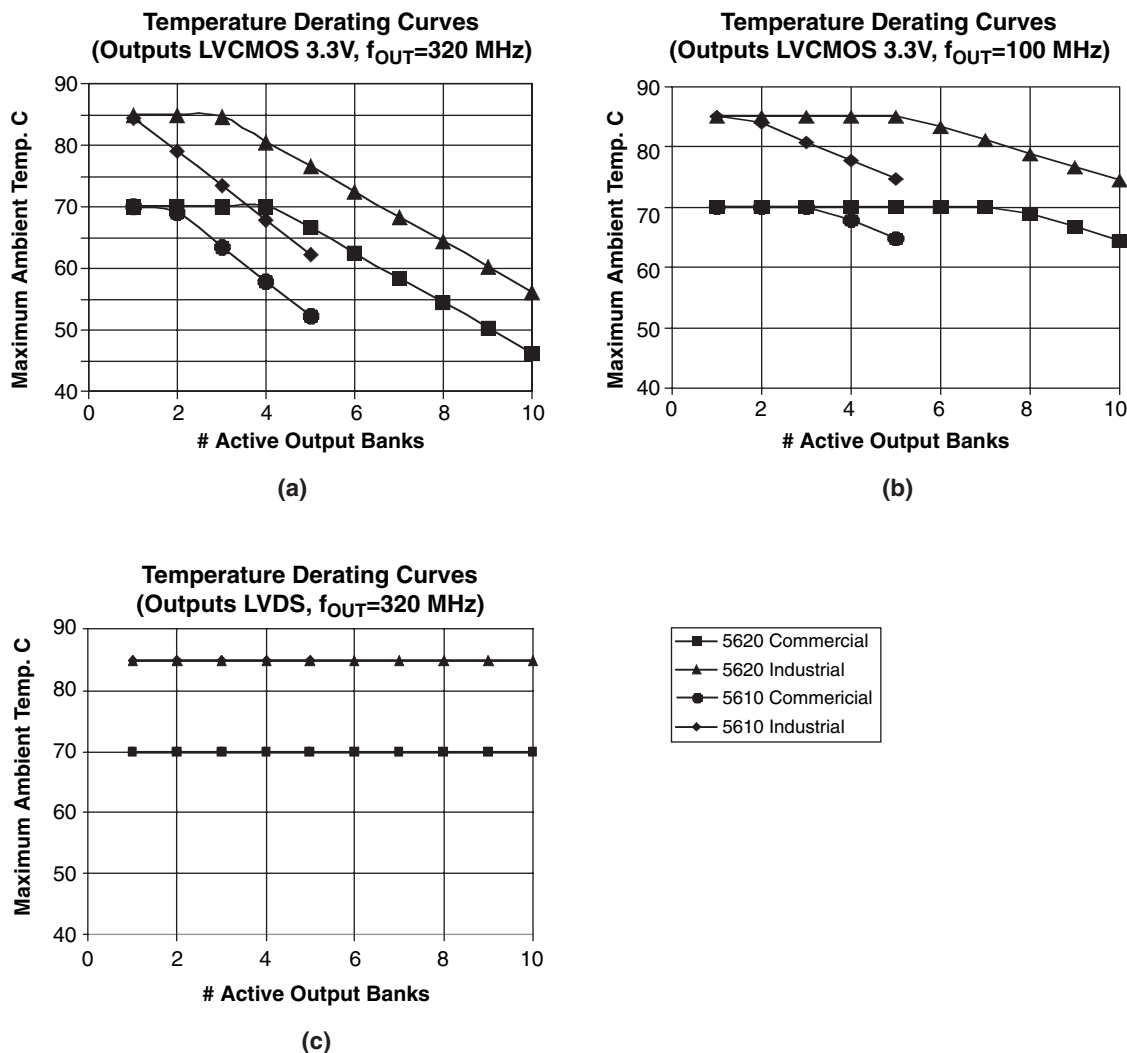 Temperature Derating Curves
(Outputs LVCMOS 3.3V, fOUT=320 MHz)
Maximum Ambient Temp. C
90
80
70
60
50
40
0 2 4 6 8 10
# Active Output Banks
(a)
Temperature Derating Curves
(Outputs LVCMOS 3.3V, fOUT=100 MHz)
Maximum Ambient Temp. C
90
80
70
60
50
40
0 2 4 6 8 10
# Active Output Banks
(b)
Temperature Derating Curves
(Outputs LVDS, fOUT=320 MHz)
Maximum Ambient Temp. C
90
80
70
60
50
40
0 2 4 6 8 10
# Active Output Banks
(c)
5620 Commercial
5620 Industrial
5610 Commericial
5610 Industrial